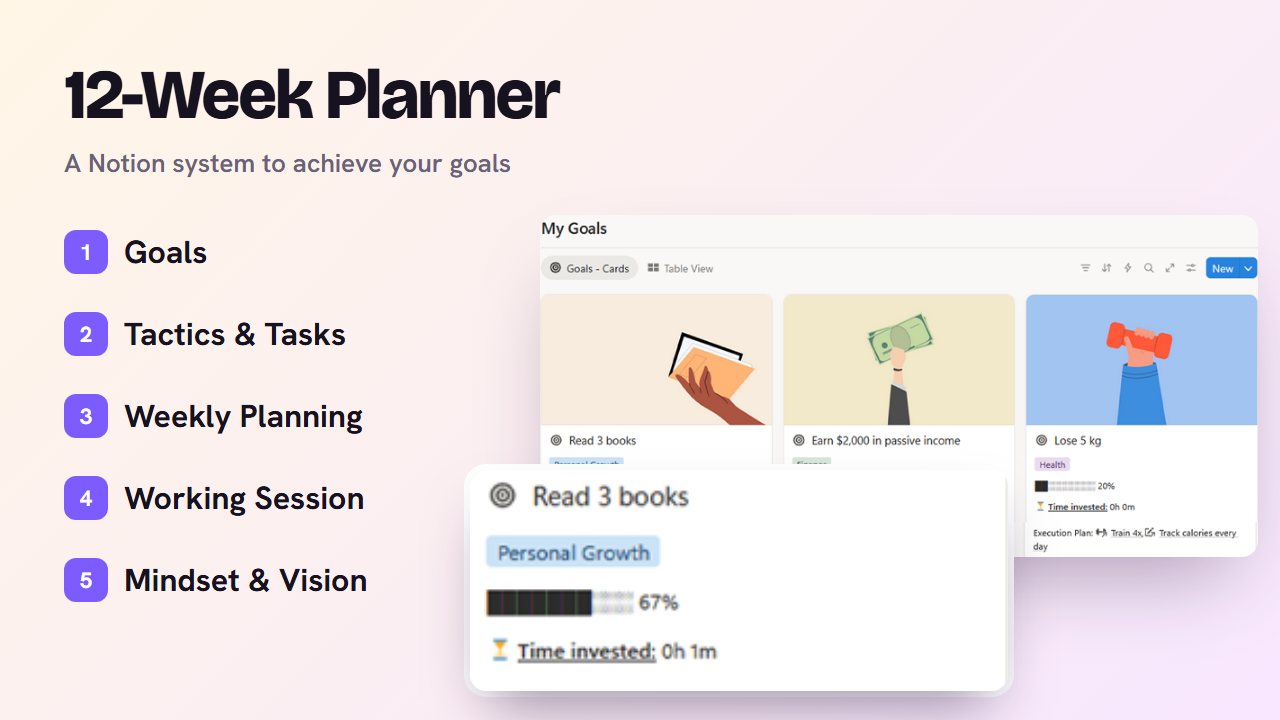 12-Week Planner
A Notion system to achieve your goals
1 Goals
2 Tactics & Tasks
3 Weekly Planning
4 Working Session
5 Mindset & Vision
My Goals
Goals - Cards Table View New
Read 3 books
Personal Growth
Earn $2,000 in passive income
Finance
Lose 5 kg
Health
20%
Time invested: 0h 0m
Execution Plan: Train 4x, Track calories every
day
Read 3 books
Personal Growth
67%
Time invested: 0h 1m